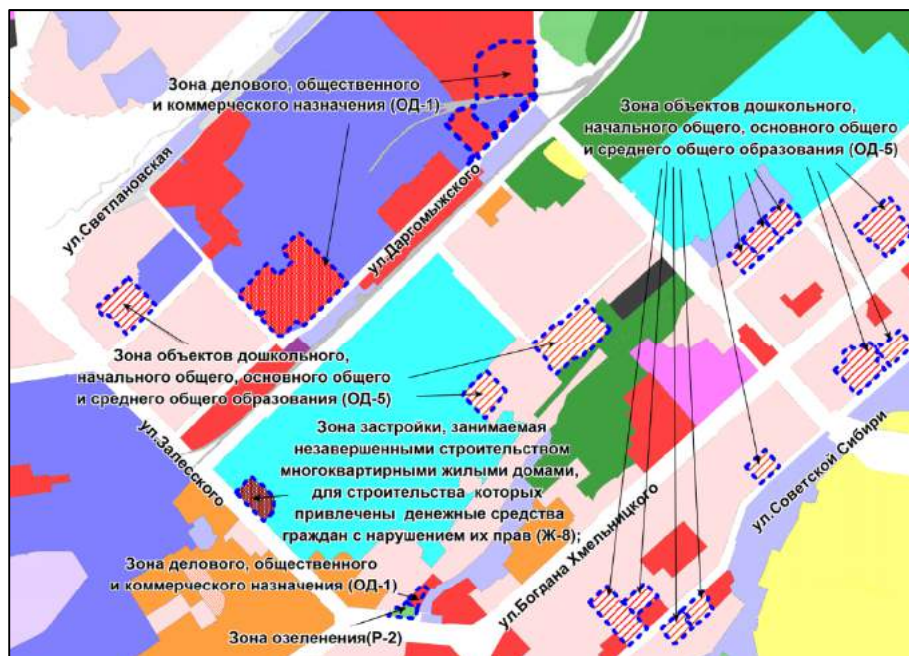 Зона делового, общественного
и коммерческого назначения (ОД-1)
Зона объектов дошкольного,
начального общего, основного общего
и среднего общего образования (ОД-5)
ул.Светлановская
ул.Даргомыжского
Зона объектов дошкольного,
начального общего, основного общего
и среднего общего образования (ОД-5)
ул.Залесского
Зона застройки, занимаемая
незавершенными строительством
многоквартирными жилыми домами,
для строительства которых
привлечены денежные средства
граждан с нарушением их прав (Ж-8);
ул.Советской Сибири
ул.Богдана Хмельницкого
Зона делового, общественного
и коммерческого назначения (ОД-1)
Зона озеленения(Р-2)